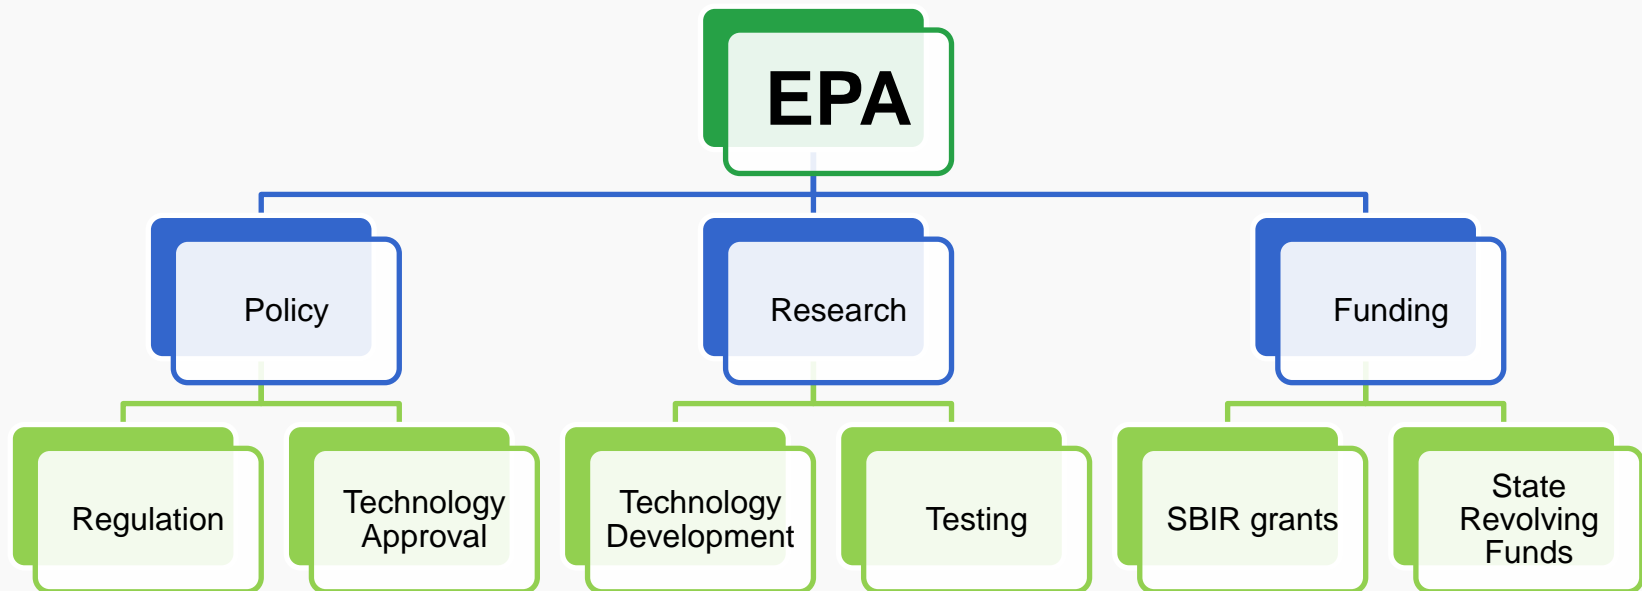 EPA
Policy
Research
Funding
Regulation
Technology
Approval
Technology
Development
Testing
SBIR grants
State
Revolving
Funds